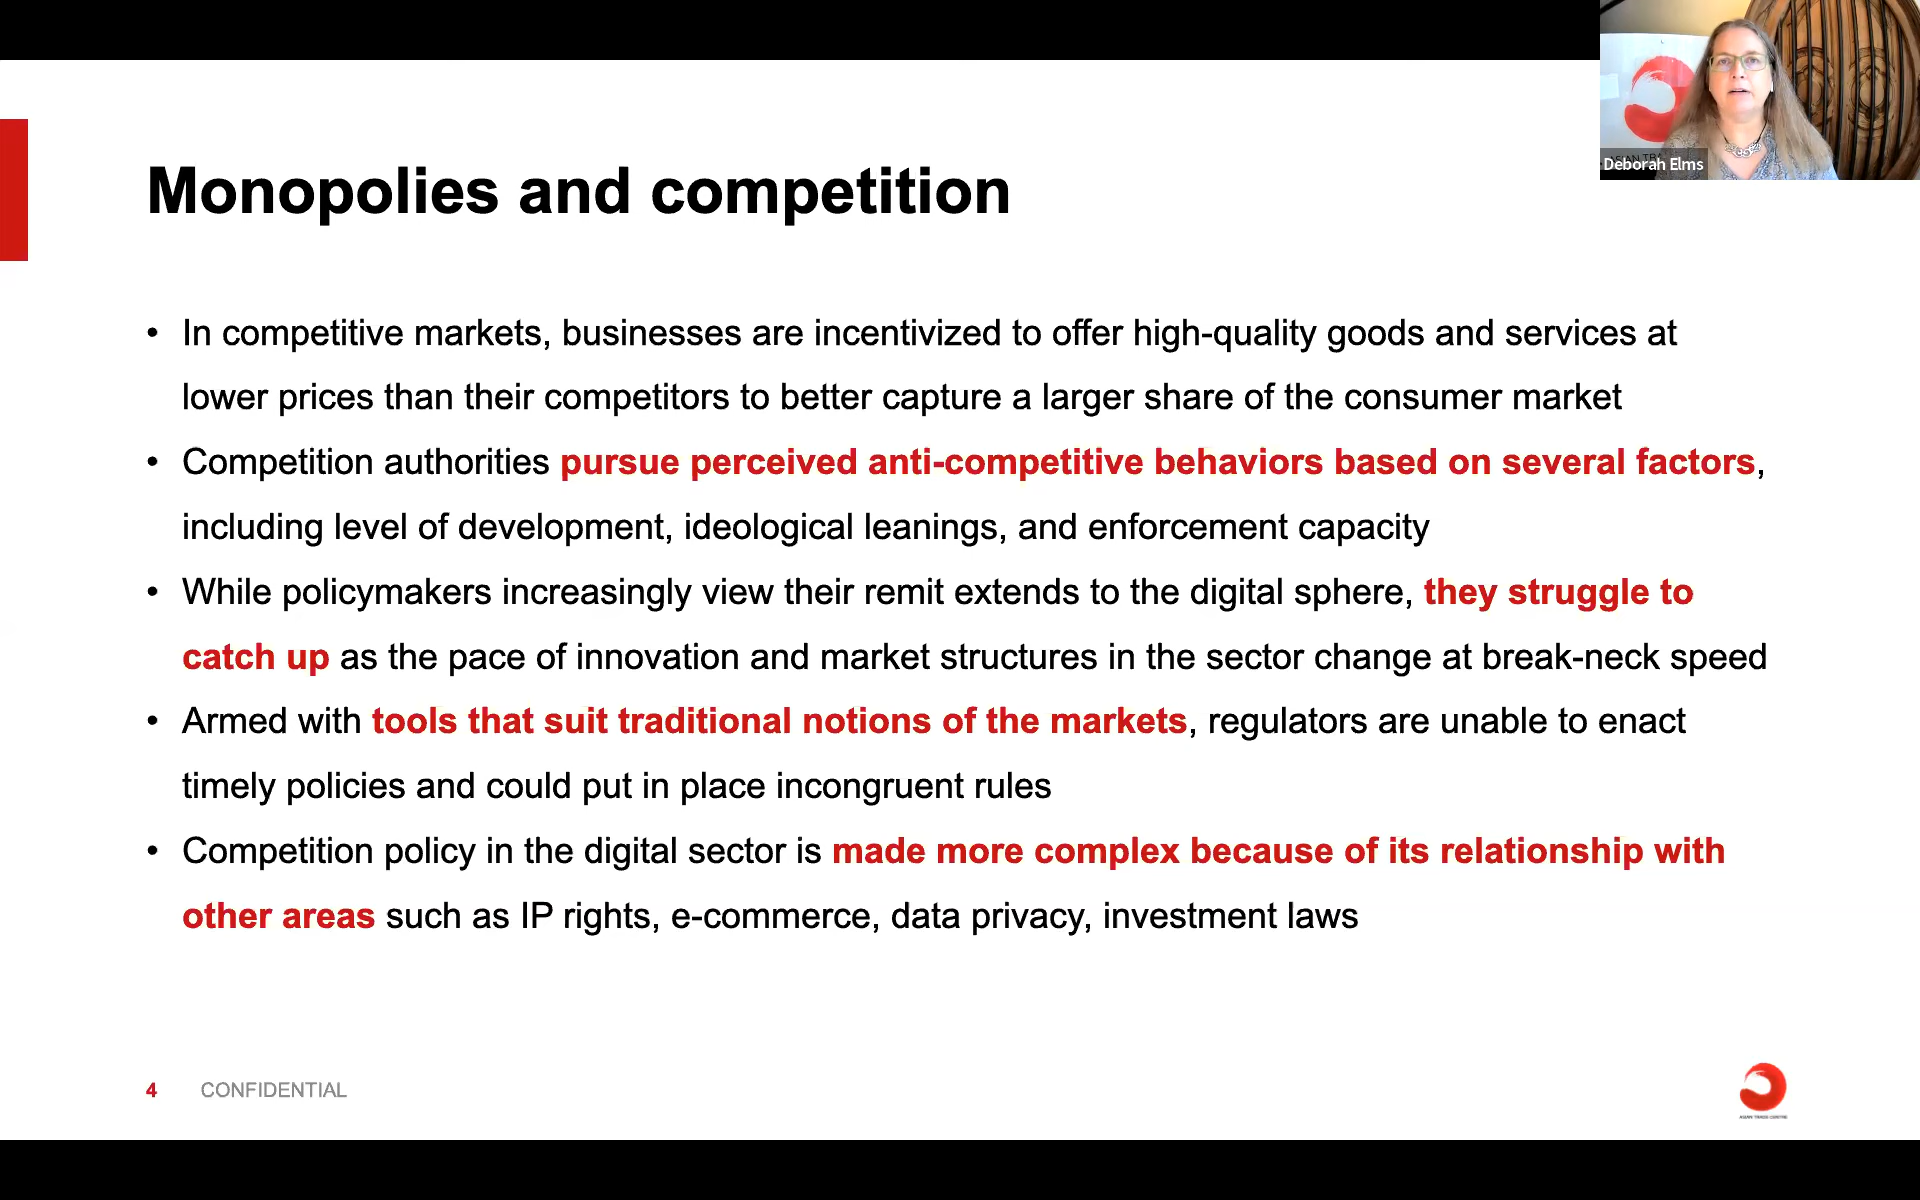 Deborah Elms
Monopolies and competition
• In competitive markets, businesses are incentivized to offer high-quality goods and services at
lower prices than their competitors to better capture a larger share of the consumer market
• Competition authorities pursue perceived anti-competitive behaviors based on several factors,
including level of development, ideological leanings, and enforcement capacity
• While policymakers increasingly view their remit extends to the digital sphere, they struggle to
catch up as the pace of innovation and market structures in the sector change at break-neck speed
• Armed with tools that suit traditional notions of the markets, regulators are unable to enact
timely policies and could put in place incongruent rules
• Competition policy in the digital sector is made more complex because of its relationship with
other areas such as IP rights, e-commerce, data privacy, investment laws
4 CONFIDENTIAL
ASIAN TRADE CENTRE